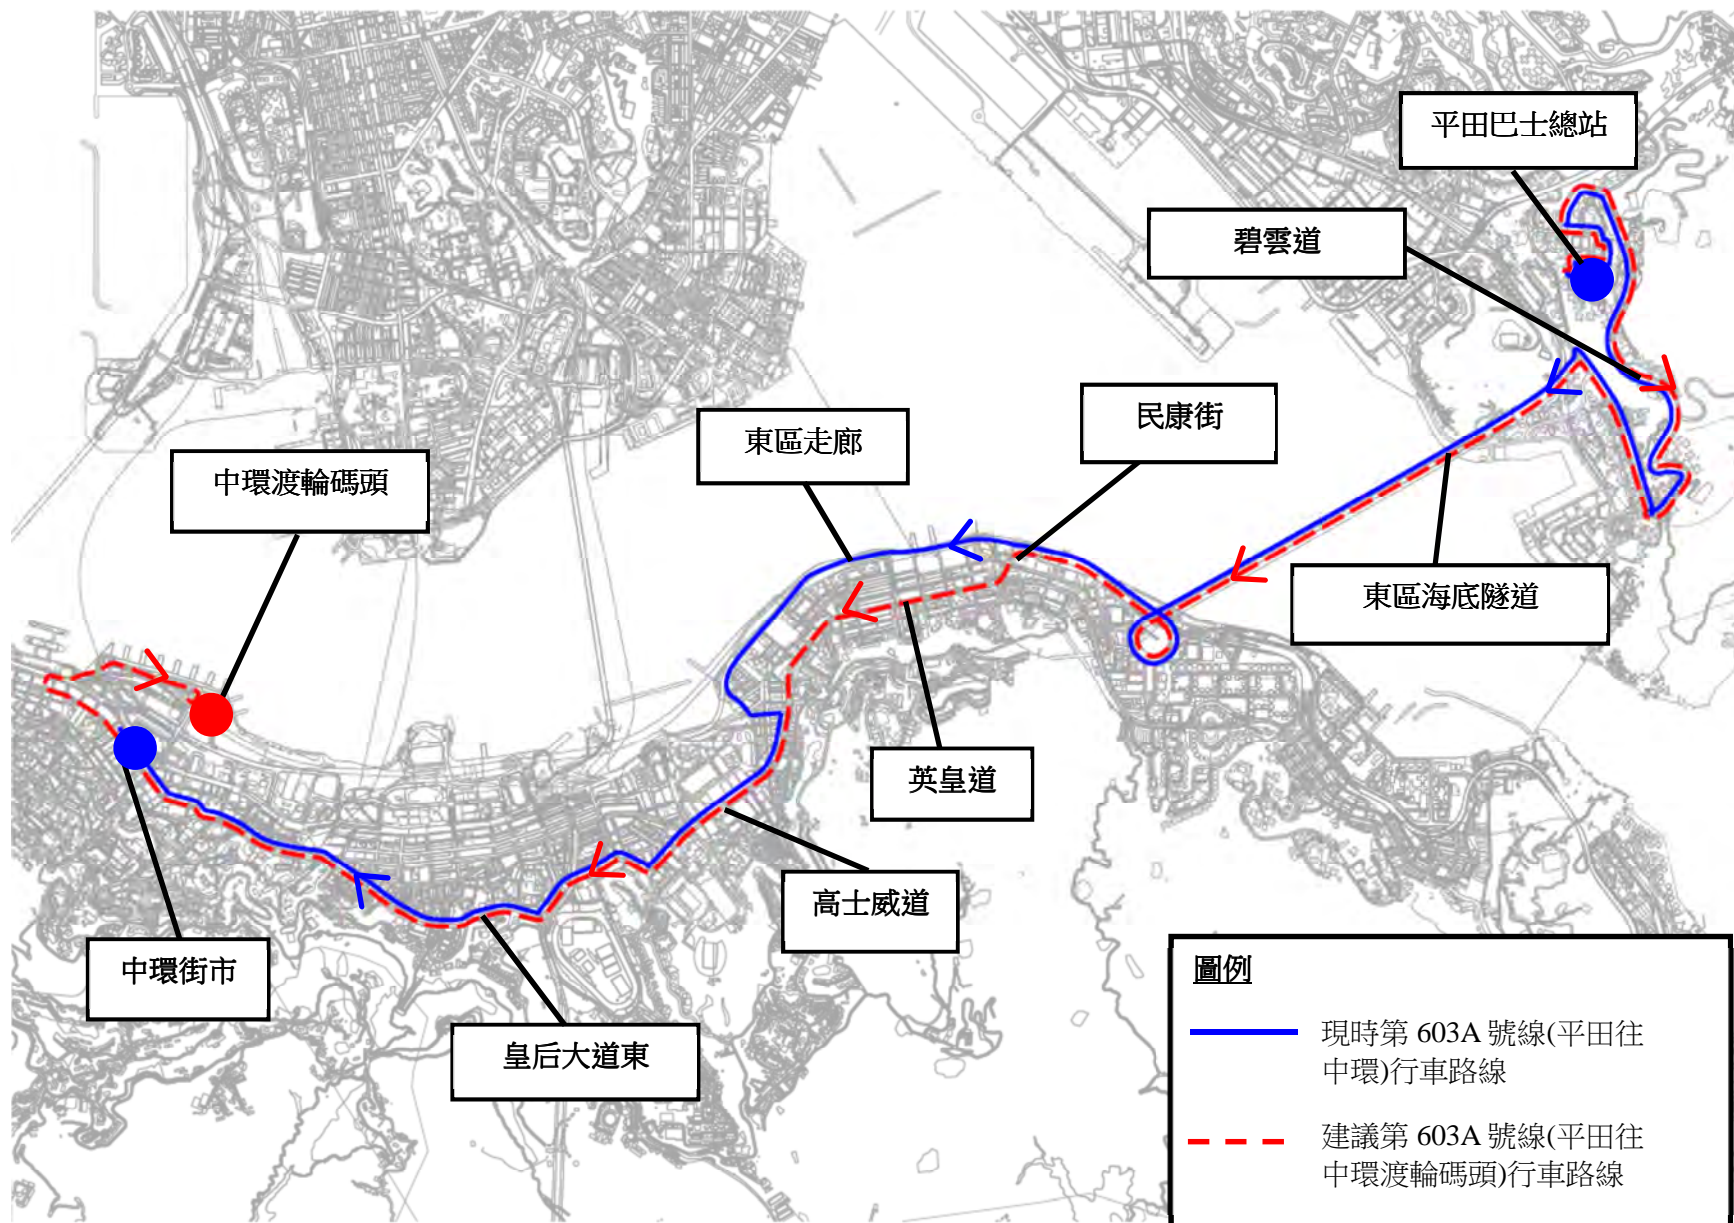 平田巴士總站
碧雲道
民康街
東區走廊
中環渡輪碼頭
東區海底隧道
英皇道
高士威道
中環街市
皇后大道東
圖例
現時第 603A 號線(平田往
中環)行車路線
建議第 603A 號線(平田往
中環渡輪碼頭)行車路線